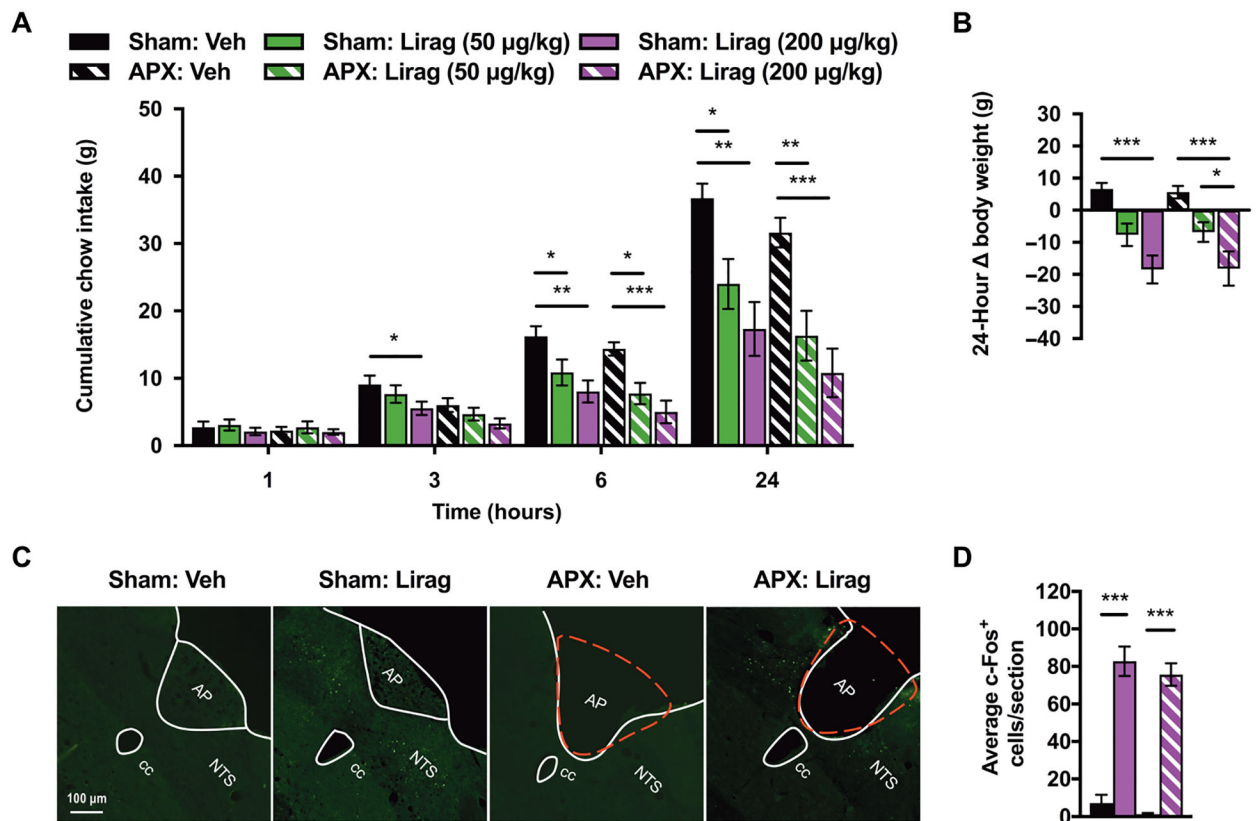 A
Sham: Veh Sham: Lirag (50 µg/kg) Sham: Lirag (200 µg/kg)
APX: Veh APX: Lirag (50 µg/kg) APX: Lirag (200 µg/kg)
Cumulative chow intake (g)
50
40
30
20
10
0
* 
* ** * ***
* ** ** ***
1 3 6 24
Time (hours)
B
24-Hour Δ body weight (g)
30
20
10
0
–10
–20
–30
–40
*** ***
*
C
Sham: Veh Sham: Lirag APX: Veh APX: Lirag
AP AP AP AP
cc cc cc cc
NTS NTS NTS NTS
100 µm
D
Average c-Fos+
cells/section
120
100
80
60
40
20
0
*** ***